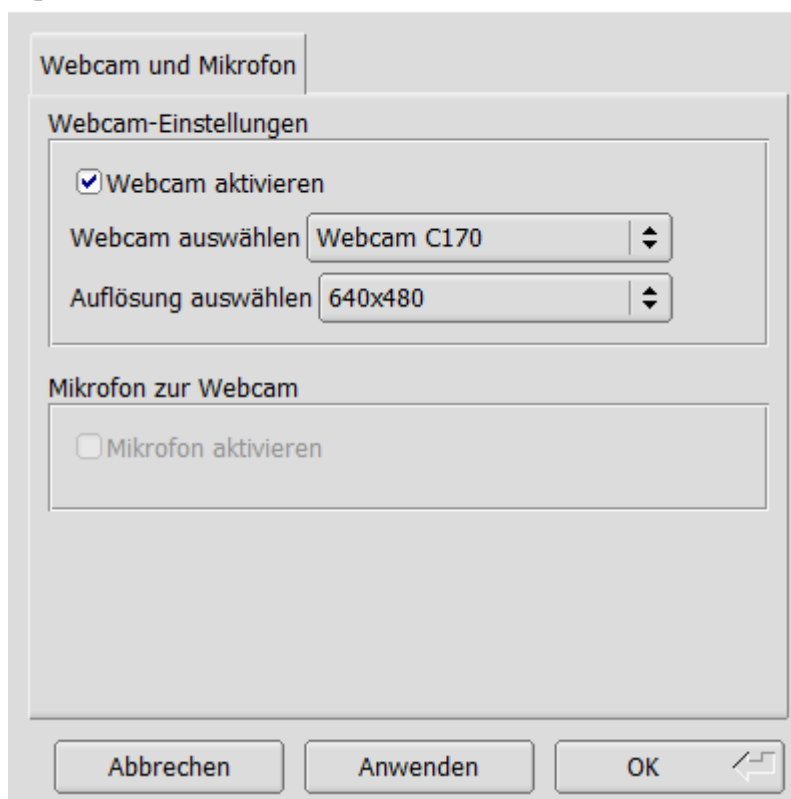 Webcam und Mikrofon
Webcam-Einstellungen
Webcam aktivieren
Webcam auswählen Webcam C170
Auflösung auswählen 640x480
Mikrofon zur Webcam
Mikrofon aktivieren
Abbrechen Anwenden OK